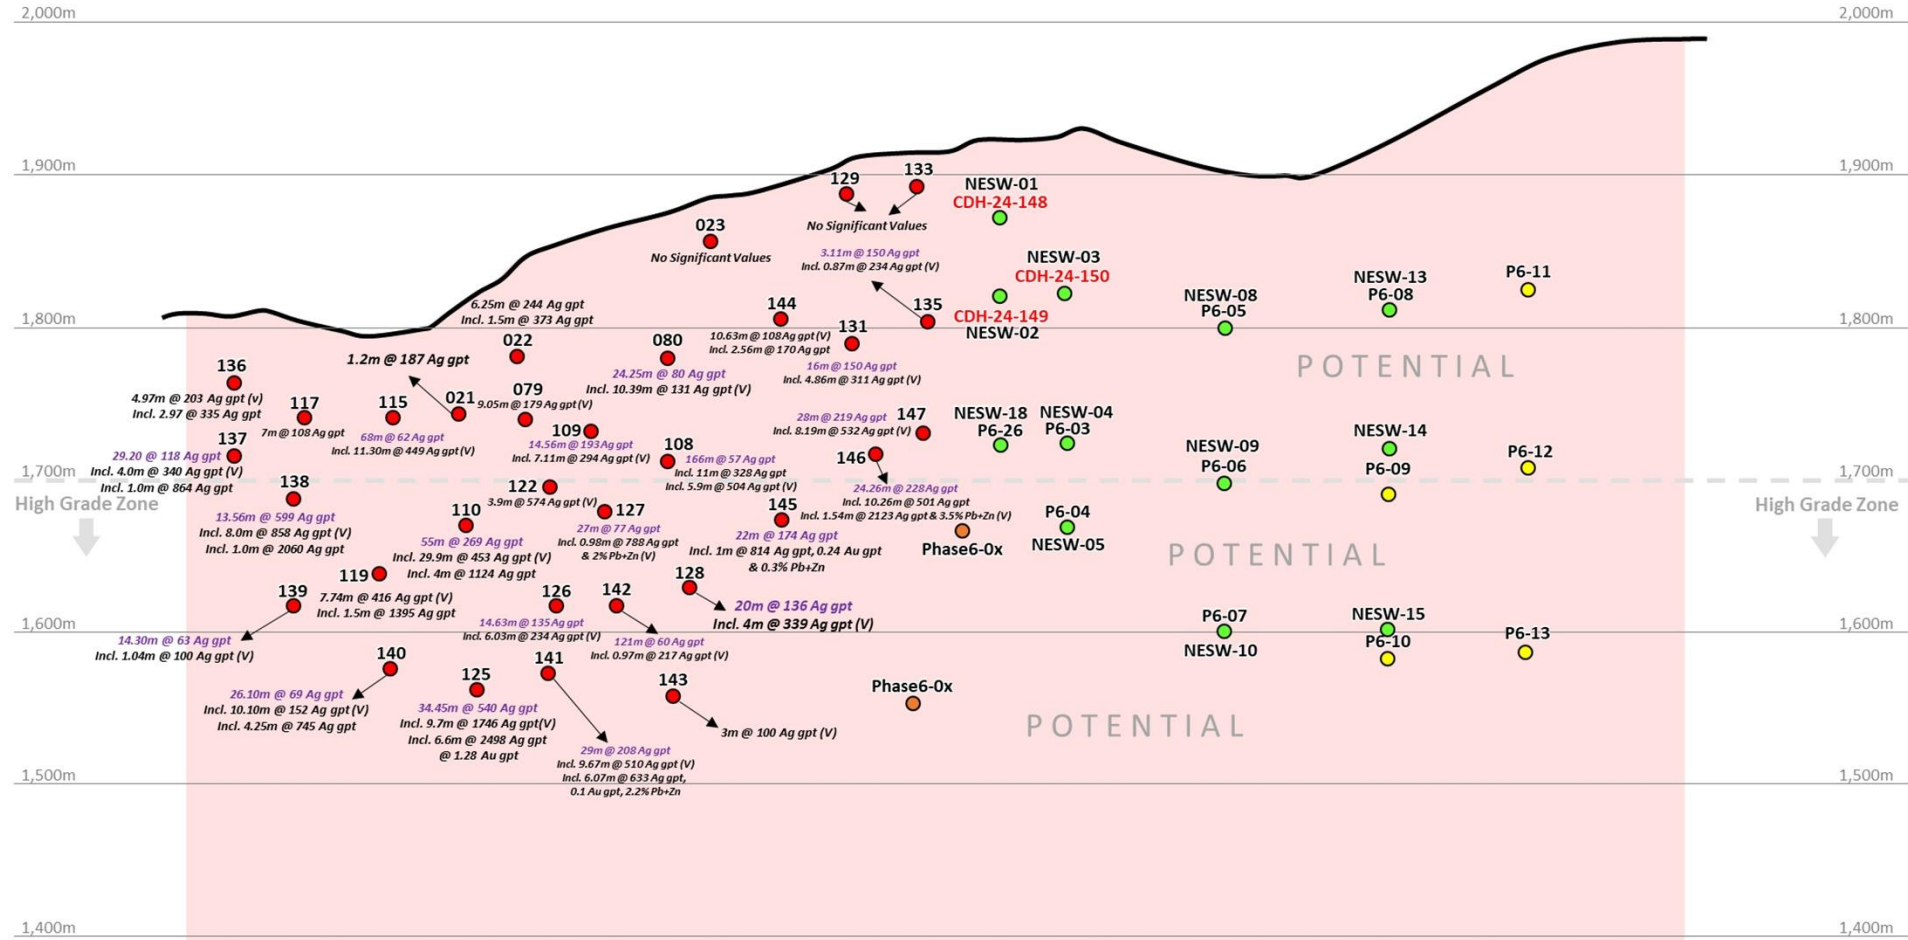 2,000m
2,000m
1,900m
1,900m
129
133
No Significant Values
023
No Significant Values
NESW-01
CDH-24-148
3.11m @ 150 Ag gpt
Incl. 0.87m @ 234 Ag gpt (V)
NESW-03
CDH-24-150
NESW-13
P6-08
P6-11
NESW-08
P6-05
135
CDH-24-149
NESW-02
1,800m
1,800m
6.25m @ 244 Ag gpt
Incl. 1.5m @ 373 Ag gpt
022
144
10.63m @ 108Ag gpt (V)
Incl. 2.56m @ 170 Ag gpt
131
16m @ 150 Ag gpt
Incl. 4.86m @ 311 Ag gpt (V)
080
24.25m @ 80 Ag gpt
Incl. 10.39m @ 131 Ag gpt (V)
POTENTIAL
1.2m @ 187 Ag gpt
136
4.97m @ 203 Ag gpt (v)
Incl. 2.97 @ 335 Ag gpt
117
7m @ 108 Ag gpt
115
68m @ 62 Ag gpt
Incl. 11.30m @ 449 Ag gpt (V)
021
079
9.05m @ 179 Ag gpt (V)
109
14.56m @ 193Ag gpt
Incl. 7.11m @ 294 Ag gpt (V)
108
166m @ 57 Ag gpt
Incl. 11m @ 328 Ag gpt
Incl. 5.9m @ 504 Ag gpt (V)
28m @ 219 Ag gpt
Incl. 8.19m @ 532 Ag gpt (V)
147
NESW-18
P6-26
NESW-04
P6-03
NESW-09
P6-06
NESW-14
P6-09
P6-12
137
29.20 @ 118 Ag gpt
Incl. 4.0m @ 340 Ag gpt (V)
Incl. 1.0m @ 864 Ag gpt
146
24.26m @ 228 Ag gpt
Incl. 10.26m @ 501 Ag gpt
Incl. 1.54m @ 2123 Ag gpt & 3.5% Pb+Zn (V)
1,700m
1,700m
High Grade Zone
High Grade Zone
138
13.56m @ 599 Ag gpt
Incl. 8.0m @ 858 Ag gpt (V)
Incl. 1.0m @ 2060 Ag gpt
122
3.9m @ 574 Ag gpt (V)
110
55m @ 269 Ag gpt
Incl. 29.9m @ 453 Ag gpt (V)
Incl. 4m @ 1124 Ag gpt
127
27m @ 77 Ag gpt
Incl. 0.98m @ 788 Ag gpt
& 2% Pb+Zn (V)
145
22m @ 174 Ag gpt
Incl. 1m @ 814 Ag gpt, 0.24 Au gpt
& 0.3% Pb+Zn
Phase6-0x
P6-04
NESW-05
POTENTIAL
119
7.74m @ 416 Ag gpt (V)
Incl. 1.5m @ 1395 Ag gpt
139
14.30m @ 63 Ag gpt
Incl. 1.04m @ 100 Ag gpt (V)
126
14.63m @ 135 Ag gpt
Incl. 6.03m @ 234 Ag gpt (V)
142
121m @ 60 Ag gpt
Incl. 0.97m @ 217 Ag gpt (V)
128
20m @ 136 Ag gpt
Incl. 4m @ 339 Ag gpt (V)
P6-07
NESW-10
NESW-15
P6-10
P6-13
1,600m
1,600m
140
26.10m @ 69 Ag gpt
Incl. 10.10m @ 152 Ag gpt (V)
Incl. 4.25m @ 745 Ag gpt
125
34.45m @ 540 Ag gpt
Incl. 9.7m @ 1746 Ag gpt(V)
Incl. 6.6m @ 2498 Ag gpt
@ 1.28 Au gpt
141
29m @ 208 Ag gpt
Incl. 9.67m @ 510 Ag gpt (V)
Incl. 6.07m @ 633 Ag gpt,
0.1 Au gpt, 2.2% Pb+Zn
143
3m @ 100 Ag gpt (V)
Phase6-0x
POTENTIAL
1,500m
1,500m
1,400m
1,400m